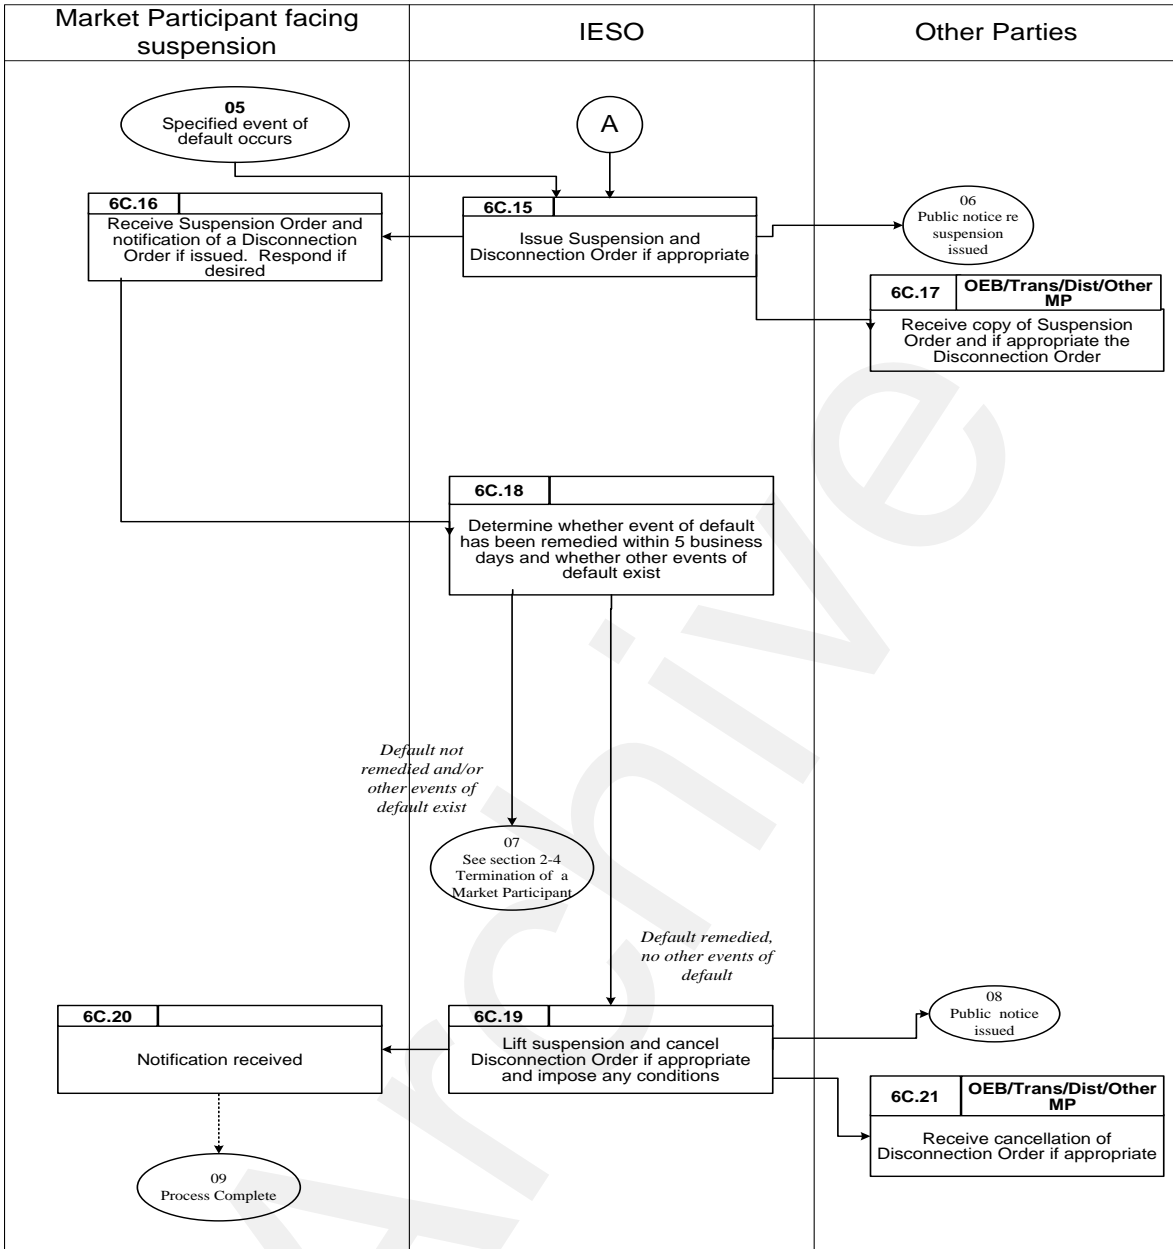 Market Participant facing
suspension
IESO
Other Parties
05
Specified event of
default occurs
A
6C.16
Receive Suspension Order and
notification of a Disconnection
Order if issued.  Respond if
desired
6C.15
Issue Suspension and
Disconnection Order if appropriate
06
Public notice re
suspension
issued
6C.17
OEB/Trans/Dist/Other
MP
Receive copy of Suspension
Order and if appropriate the
Disconnection Order
6C.18
Determine whether event of default
has been remedied within 5 business
days and whether other events of
default exist
Default not
remedied and/or
other events of
default exist
07
See section 2-4
Termination of  a
Market Participant
Default remedied,
no other events of
default
6C.20
Notification received
6C.19
Lift suspension and cancel
Disconnection Order if appropriate
and impose any conditions
08
Public  notice
issued
6C.21
OEB/Trans/Dist/Other
MP
Receive cancellation of
Disconnection Order if appropriate
09
Process Complete
Archive